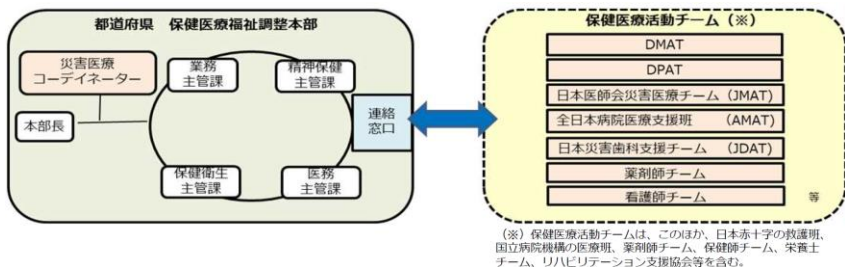 都道府県 保健医療福祉調整本部
災害医療
コーデイネーター
本部長
業務
主管課
精神保健
主管課
保健衛生
主管課
医務
主管課
連絡
窓口
保健医療活動チーム（※）
DMAT
DPAT
日本医師会災害医療チーム（JMAT)
全日本病院医療支援班 (AMAT)
日本災害歯科支援チーム (JDAT)
薬剤師チーム
看護師チーム
等
（※）保健医療活動チームは、このほか、日本赤十字の救護班、
国立病院機構の医療班、薬剤師チーム、保健師チーム、栄養士
チーム、リハビリテーション支援協会等を含む。